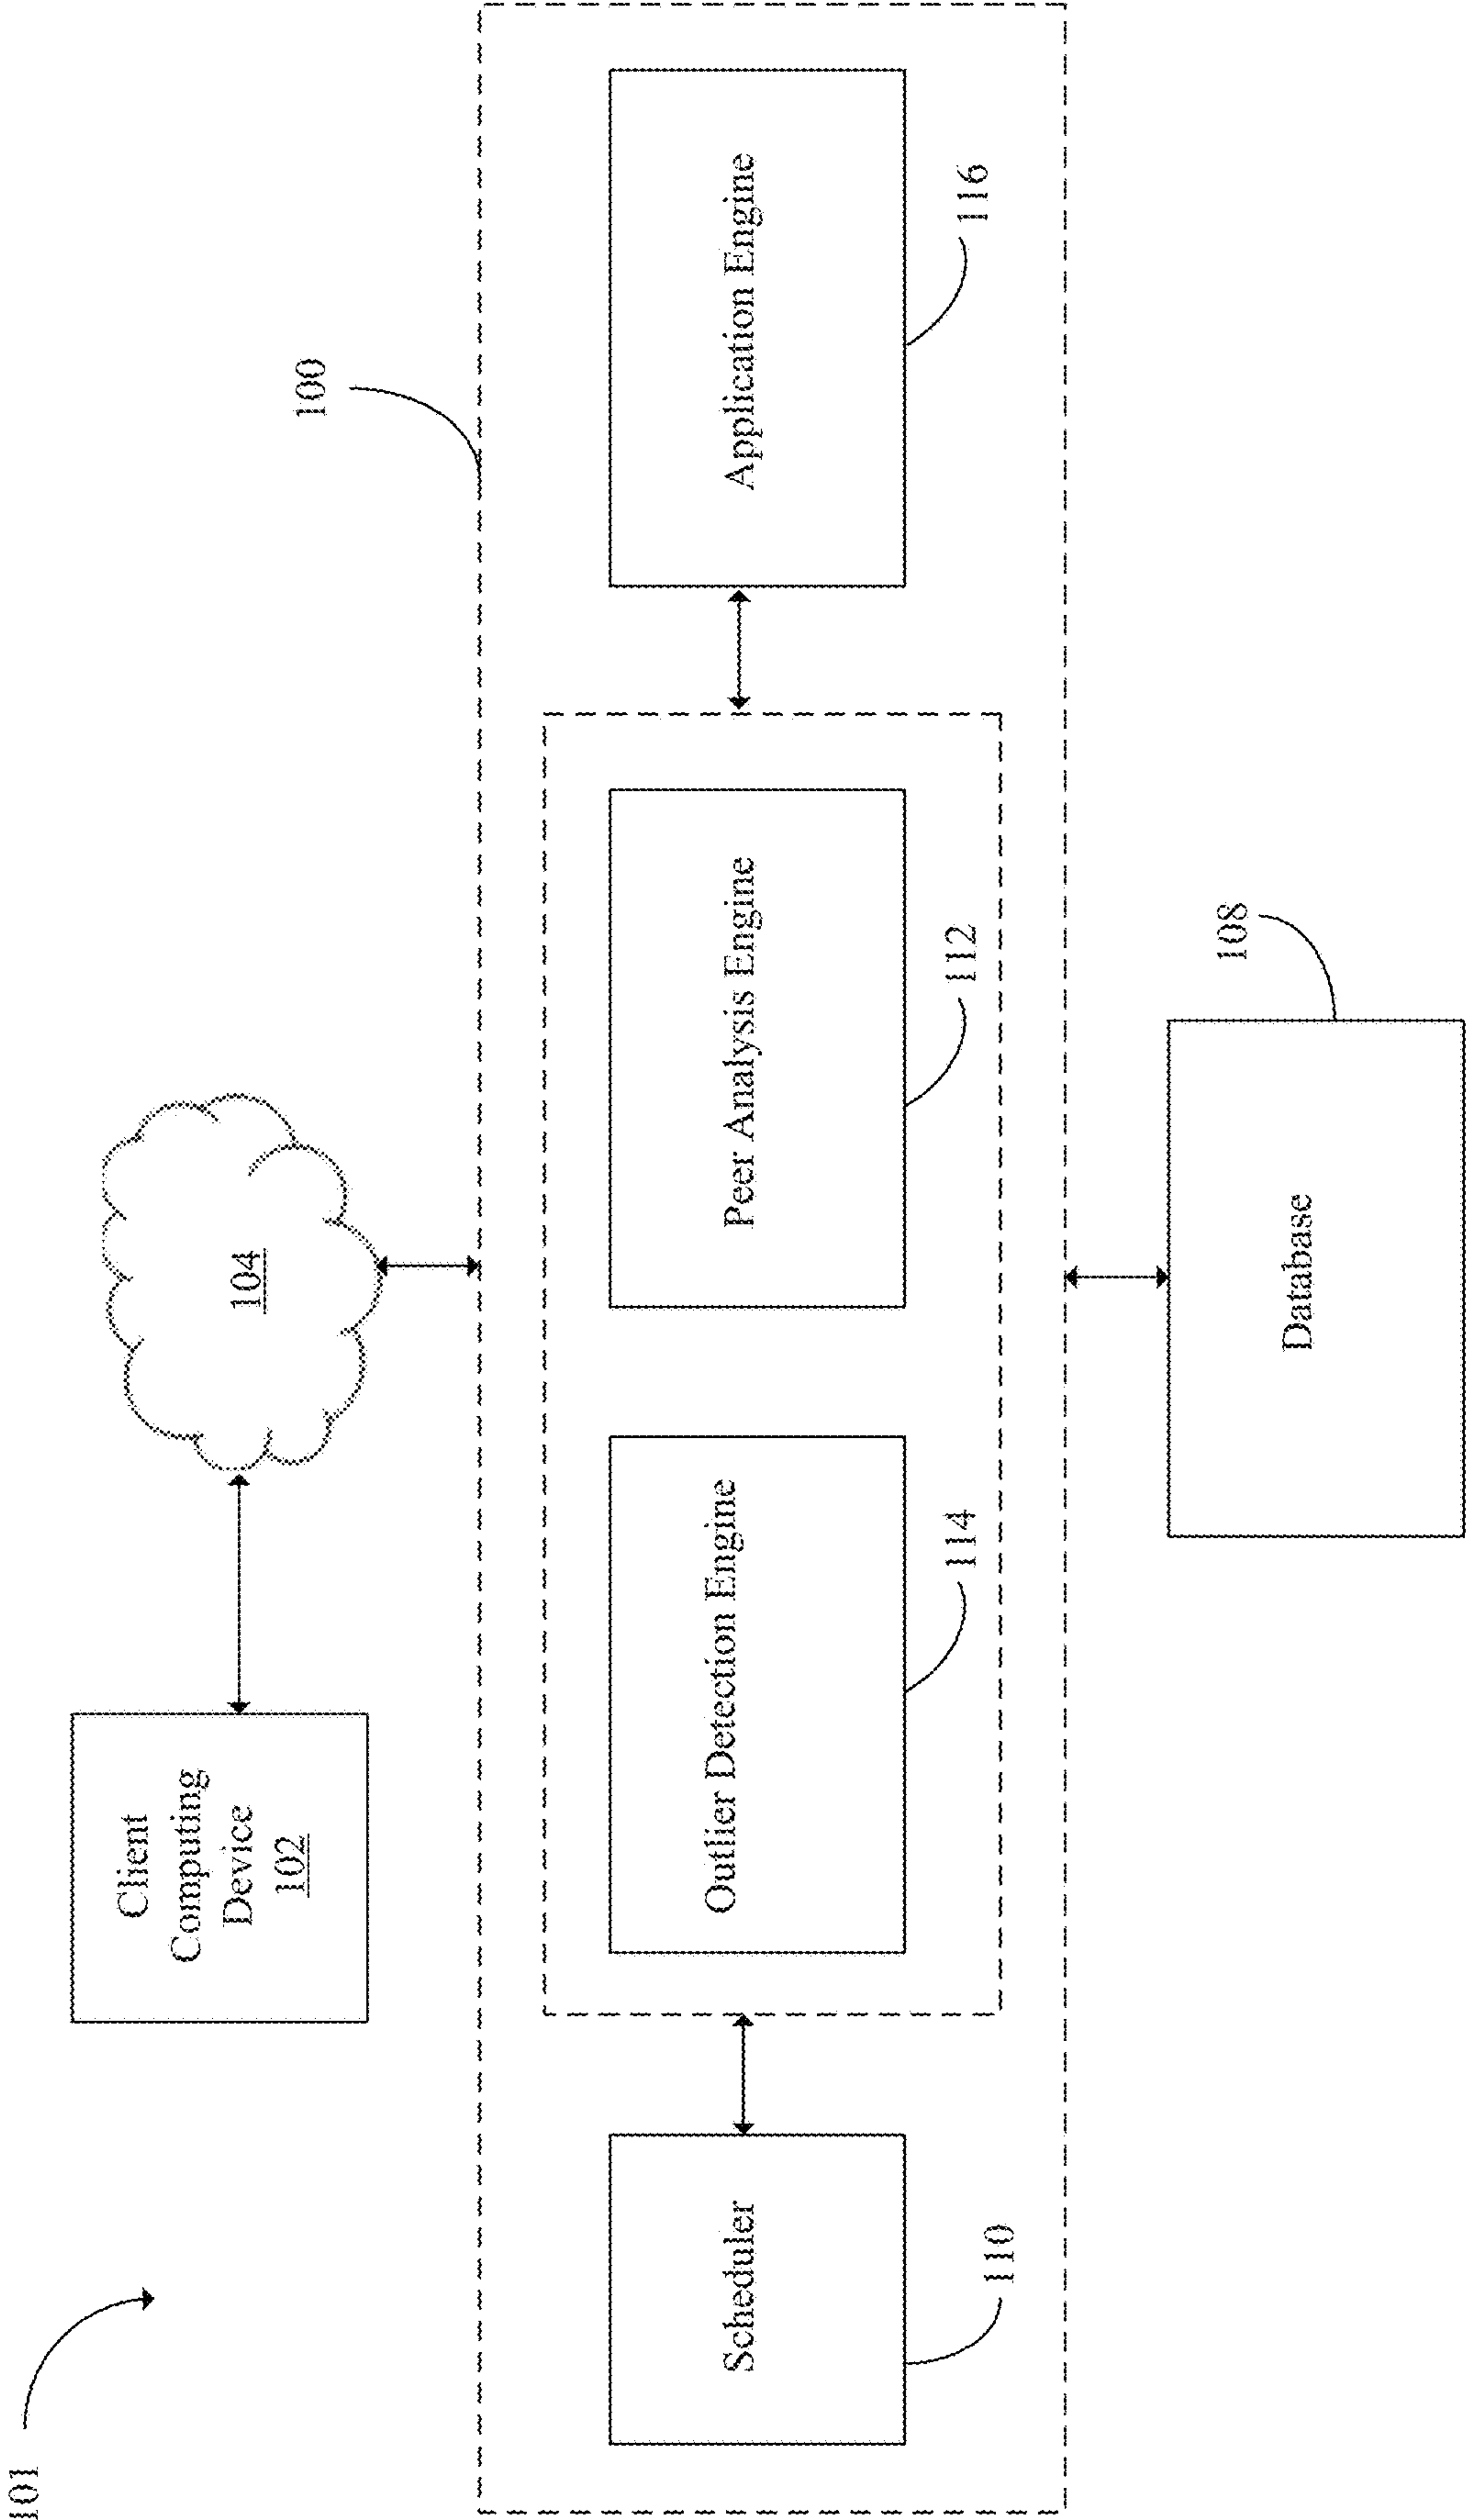 101
Client
Computing
Device
102
104
100
Scheduler
110
Outlier Detection Engine
114
Peer Analysis Engine
112
Application Engine
116
Database
108